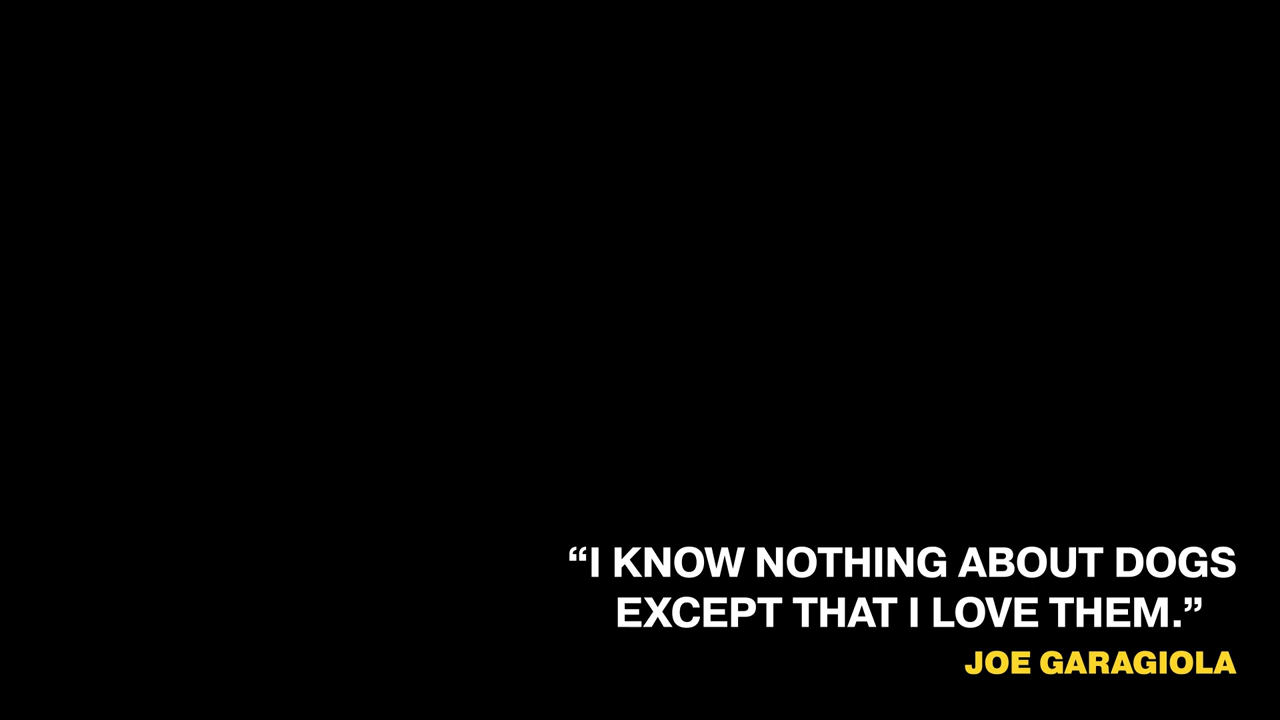 “I KNOW NOTHING ABOUT DOGS
EXCEPT THAT I LOVE THEM.”
JOE GARAGIOLA